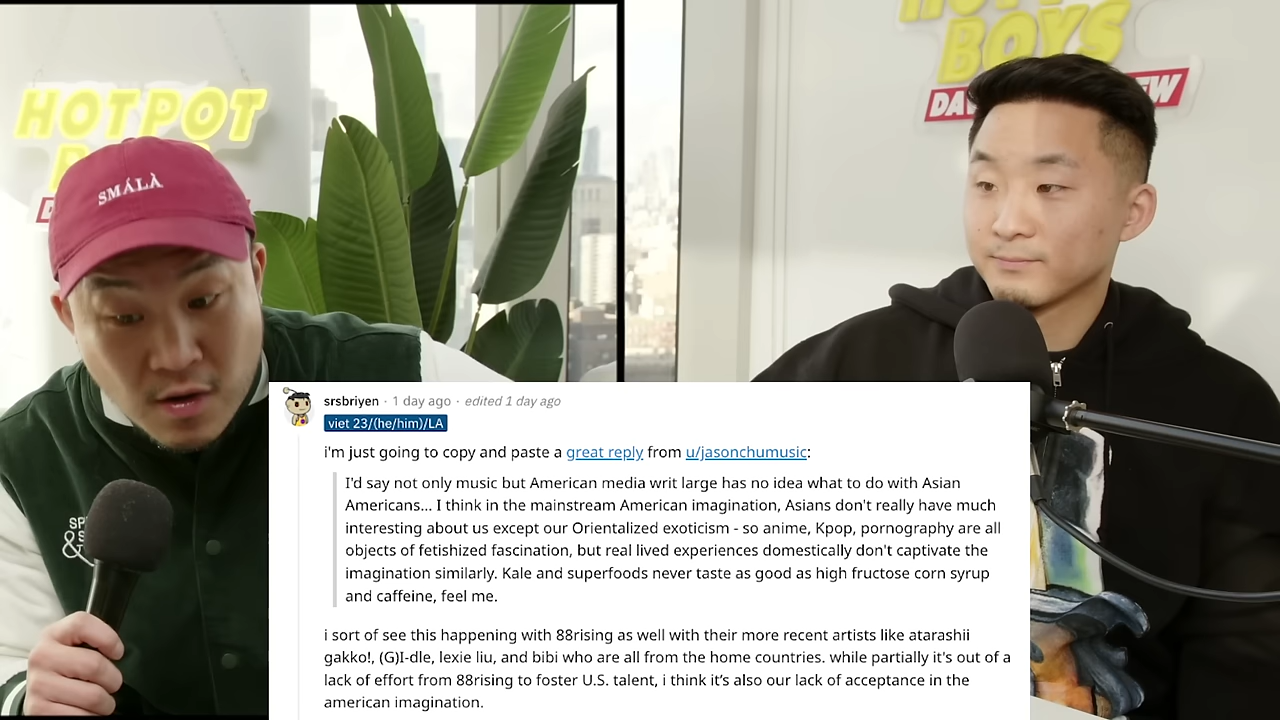 HOTPOT
SMÁLÀ
BOYS
srsbriyen · 1 day ago · edited 1 day ago
viet 23/(he/him)/LA
i'm just going to copy and paste a great reply from u/jasonchumusic:
I'd say not only music but American media writ large has no idea what to do with Asian
Americans... I think in the mainstream American imagination, Asians don't really have much
interesting about us except our Orientalized exoticism - so anime, Kpop, pornography are all
objects of fetishized fascination, but real lived experiences domestically don't captivate the
imagination similarly. Kale and superfoods never taste as good as high fructose corn syrup
and caffeine, feel me.
i sort of see this happening with 88rising as well with their more recent artists like atarashii
gakko!, (G)I-dle, lexie liu, and bibi who are all from the home countries. while partially it's out of a
lack of effort from 88rising to foster U.S. talent, i think it's also our lack of acceptance in the
american imagination.